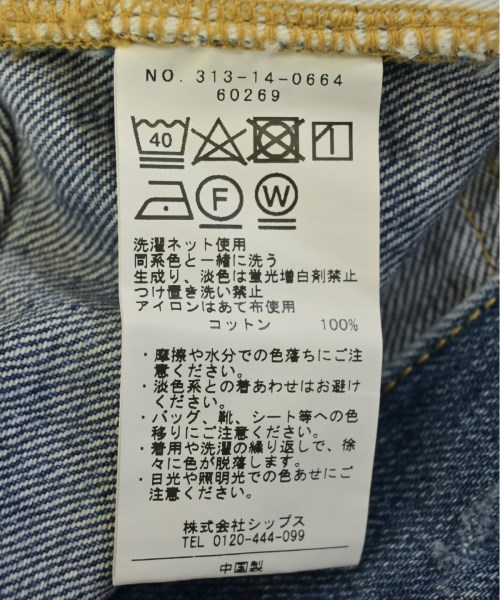 NO. 313-14-0664
60269
40
F
W
洗濯ネット使用
同系色と一緒に洗う
生成り、淡色は蛍光増白剤禁止
つけ置き洗い禁止
アイロンはあて布使用
コットン 100%
・摩擦や水分での色落ちにご注
意ください。
・淡色系との着あわせはお避け
ください。
・バッグ、靴、シート等への色
移りにご注意ください。
・着用や洗濯の繰り返しで、徐
々に色が脱落します。
・日光や照明光での色あせにご
注意ください。
株式会社シップス
TEL 0120-444-099
中国製